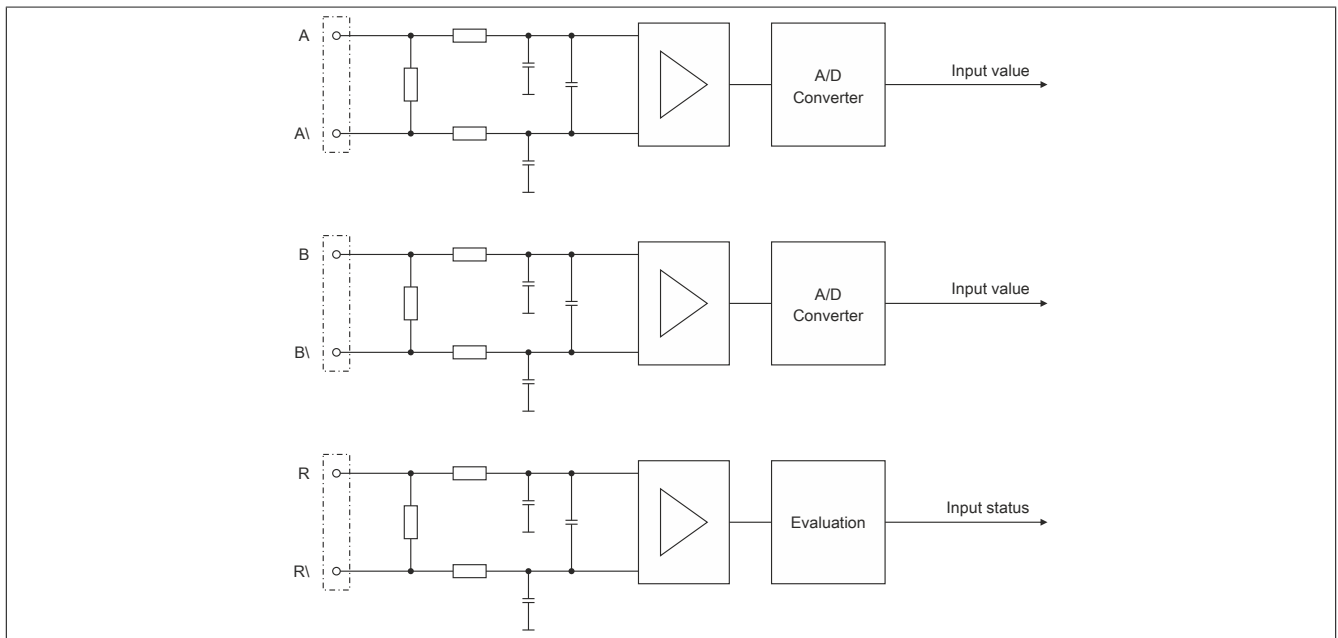 A
A\
A/D
Converter
Input value
B
B\
A/D
Converter
Input value
R
R\
Evaluation
Input status